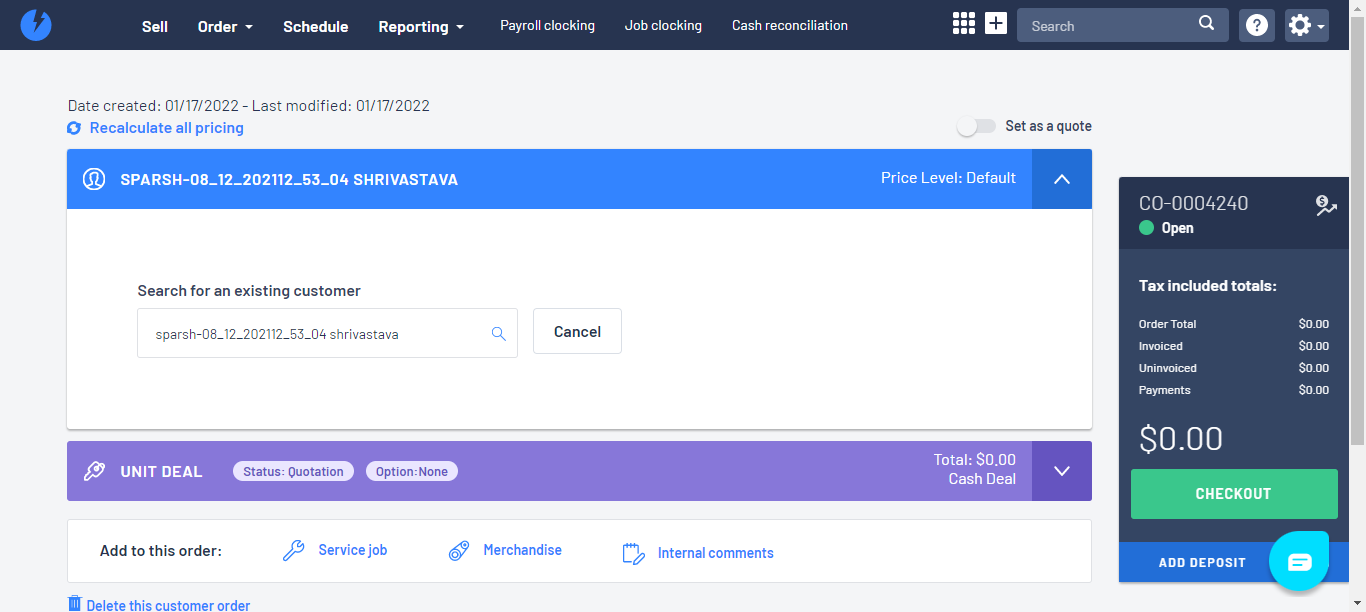 Sell Order Schedule Reporting Payroll clocking Job clocking Cash reconciliation Search ?
Date created: 01/17/2022 - Last modified: 01/17/2022
Recalculate all pricing
Set as a quote
SPARSH-08_12_202112_53_04 SHRIVASTAVA
Price Level: Default
Search for an existing customer
sparsh-08_12_202112_53_04 shrivastava
Cancel
UNIT DEAL Status: Quotation Option:None
Total: $0.00
Cash Deal
Add to this order: Service job Merchandise Internal comments
Delete this customer order
CO-0004240
Open
Tax included totals:
Order Total $0.00
Invoiced $0.00
Uninvoiced $0.00
Payments $0.00
$0.00
CHECKOUT
ADD DEPOSIT